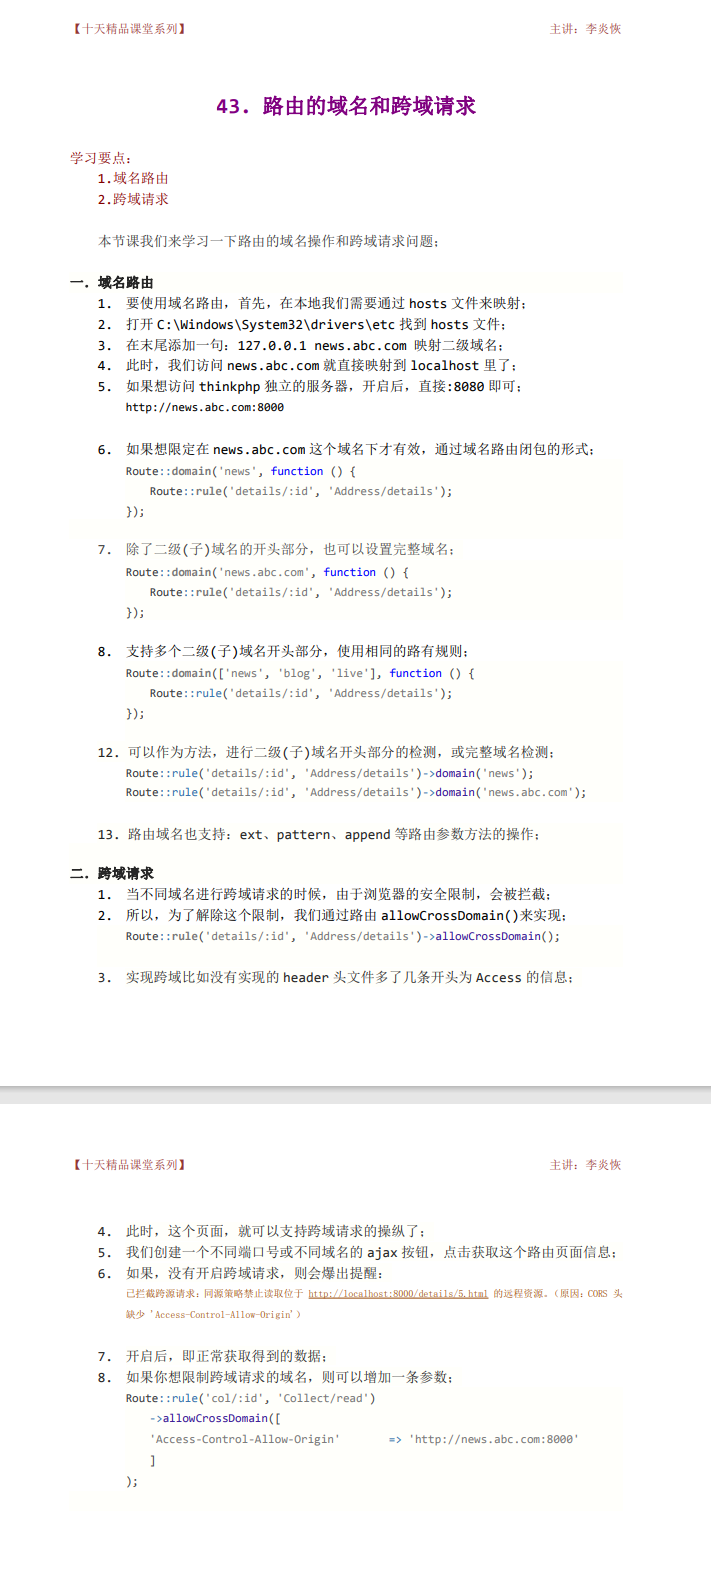 【十天精品课堂系列】 主讲：李炎恢
43．路由的域名和跨域请求
学习要点：
1.域名路由
2.跨域请求
本节课我们来学习一下路由的域名操作和跨域请求问题；
一．域名路由
1. 要使用域名路由，首先，在本地我们需要通过 hosts 文件来映射；
2. 打开 C:\Windows\System32\drivers\etc 找到 hosts 文件；
3. 在末尾添加一句：127.0.0.1 news.abc.com 映射二级域名；
4. 此时，我们访问 news.abc.com 就直接映射到 localhost 里了；
5. 如果想访问 thinkphp 独立的服务器，开启后，直接:8080 即可；
http://news.abc.com:8000
6. 如果想限定在 news.abc.com 这个域名下才有效，通过域名路由闭包的形式；
Route::domain('news', function () {
Route::rule('details/:id', 'Address/details');
});
7. 除了二级(子)域名的开头部分，也可以设置完整域名；
Route::domain('news.abc.com', function () {
Route::rule('details/:id', 'Address/details');
});
8. 支持多个二级(子)域名开头部分，使用相同的路有规则；
Route::domain(['news', 'blog', 'live'], function () {
Route::rule('details/:id', 'Address/details');
});
12. 可以作为方法，进行二级(子)域名开头部分的检测，或完整域名检测；
Route::rule('details/:id', 'Address/details')->domain('news');
Route::rule('details/:id', 'Address/details')->domain('news.abc.com');
13. 路由域名也支持：ext、pattern、append 等路由参数方法的操作；
二．跨域请求
1. 当不同域名进行跨域请求的时候，由于浏览器的安全限制，会被拦截；
2. 所以，为了解除这个限制，我们通过路由 allowCrossDomain()来实现；
Route::rule('details/:id', 'Address/details')->allowCrossDomain();
3. 实现跨域比如没有实现的 header 头文件多了几条开头为 Access 的信息；
【十天精品课堂系列】 主讲：李炎恢
4. 此时，这个页面，就可以支持跨域请求的操纵了；
5. 我们创建一个不同端口号或不同域名的 ajax 按钮，点击获取这个路由页面信息；
6. 如果，没有开启跨域请求，则会爆出提醒：
已拦截跨源请求：同源策略禁止读取位于 http://localhost:8000/details/5.html 的远程资源。（原因：CORS 头
缺少 'Access-Control-Allow-Origin'）
7. 开启后，即正常获取得到的数据；
8. 如果你想限制跨域请求的域名，则可以增加一条参数；
Route::rule('col/:id', 'Collect/read')
->allowCrossDomain([
'Access-Control-Allow-Origin' => 'http://news.abc.com:8000'
]
);